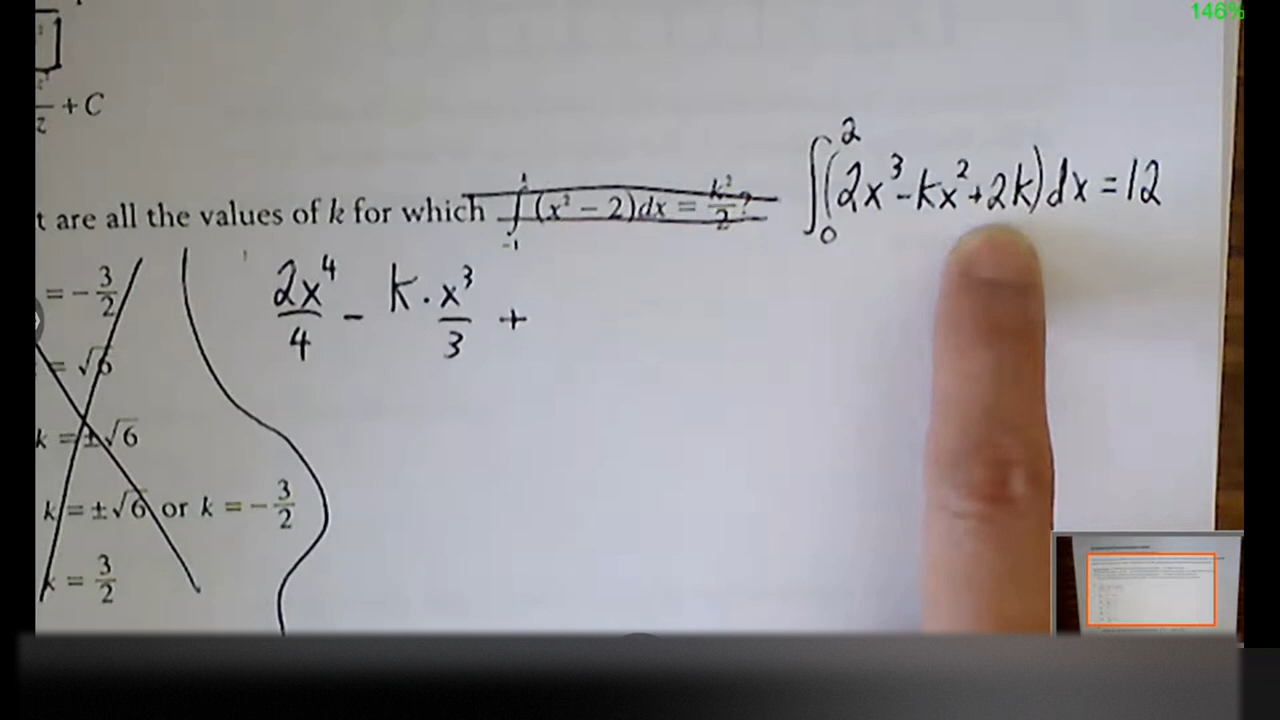 146%
+ C
t are all the values of k for which ∫₋₁¹ (x² − 2)dx = k²/2? ∫₀² (2x³ - kx² + 2k) dx = 12
= − 3/2
2x⁴/4 - k · x³/3 +
= √6
k = ±√6
k = ±√6 or k = − 3/2
= 3/2